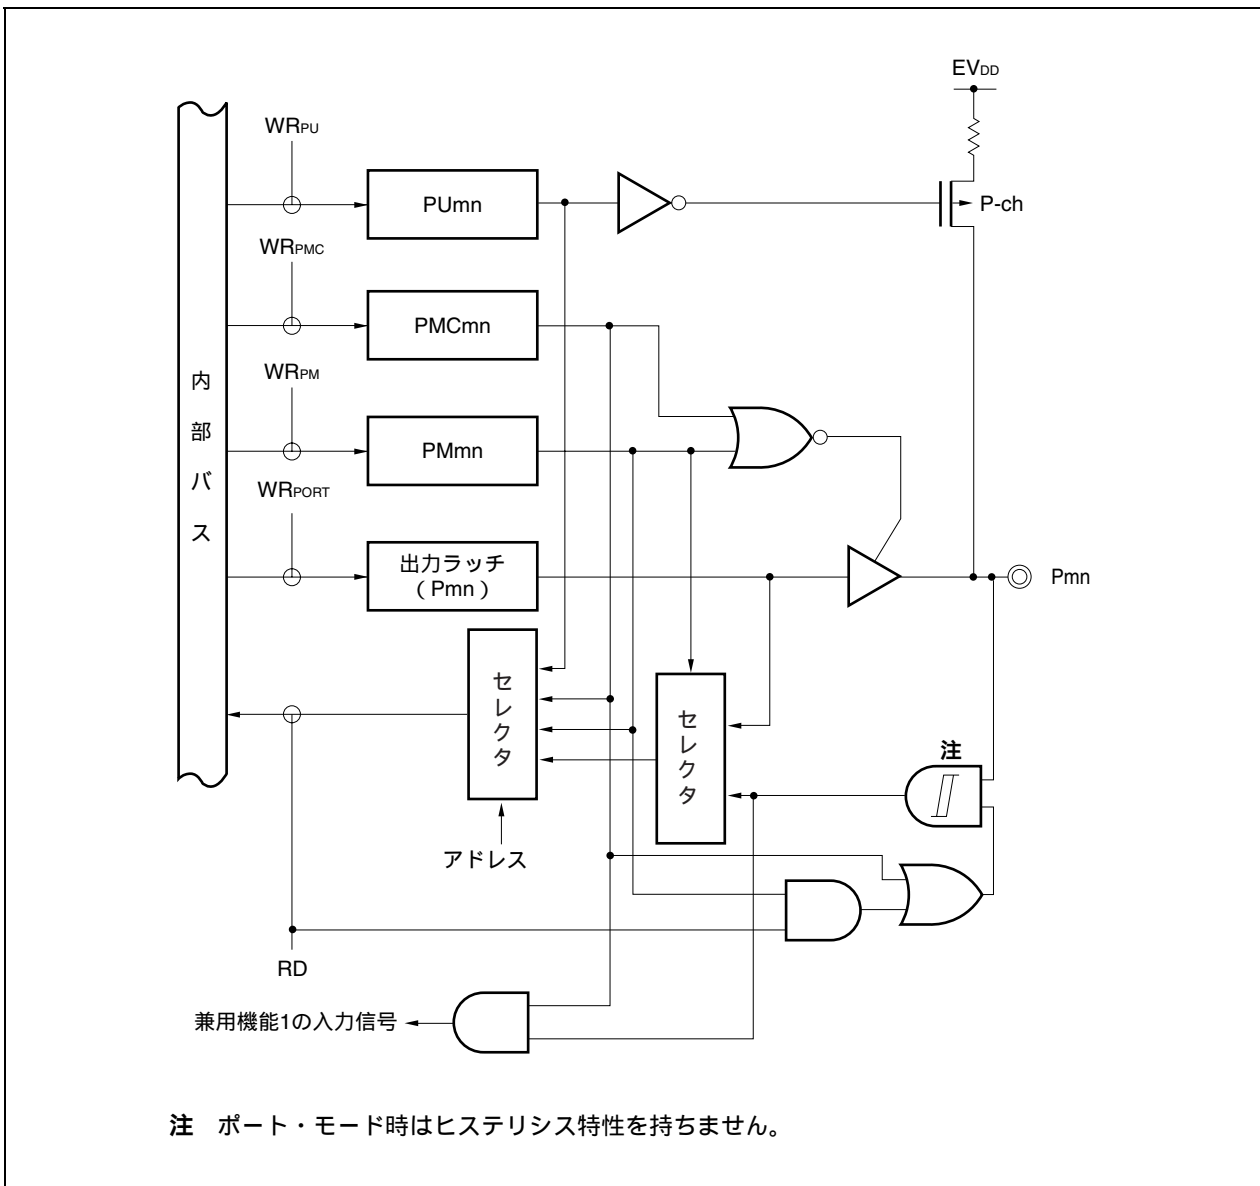 EVDD
WRPU
PUmn
P-ch
WRPMC
PMCmn
WRPM
内部バス
PMmn
WRPORT
出力ラッチ
（Pmn）
Pmn
セレクタ
セレクタ
注
アドレス
RD
兼用機能1の入力信号
注　ポート・モード時はヒステリシス特性を持ちません。